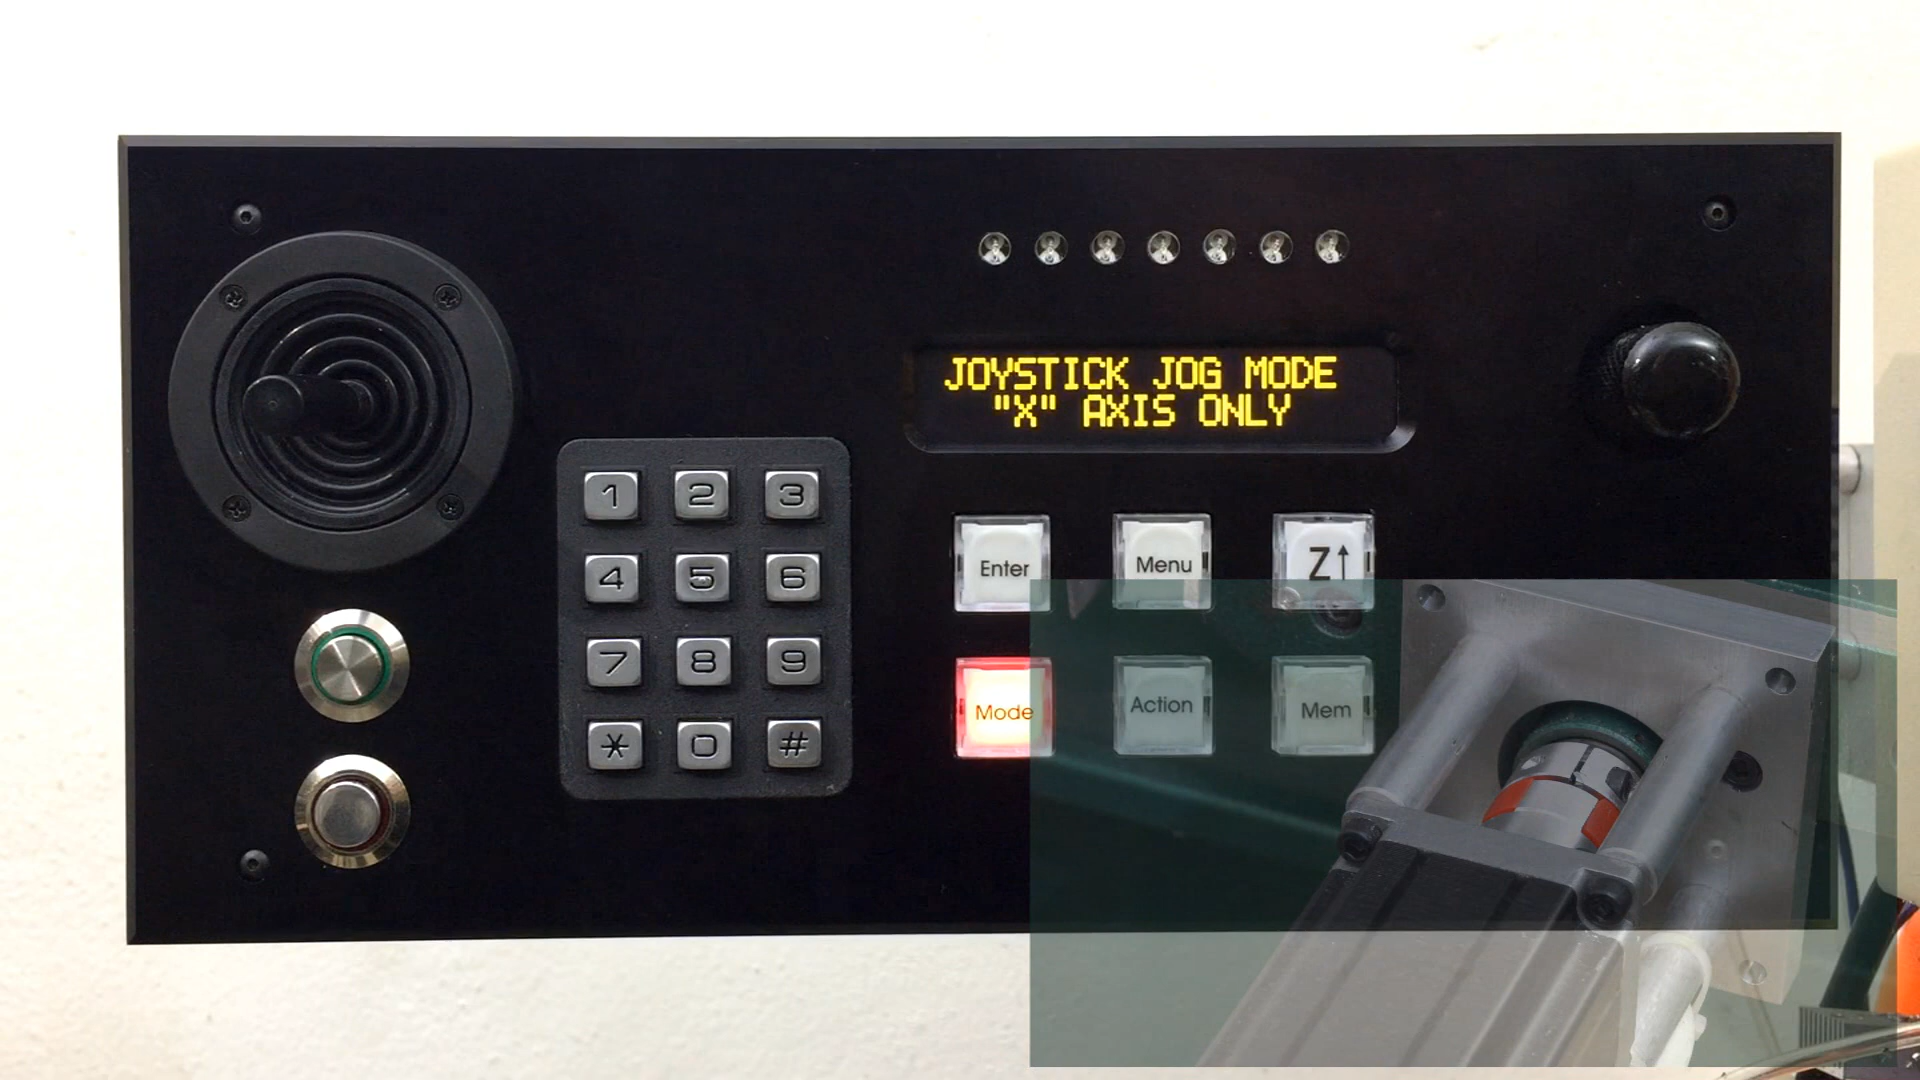 JOYSTICK JOG MODE
"X" AXIS ONLY
1 2 3
4 5 6
7 8 9
* 0 #
Enter Menu Z↑
Mode Action Mem